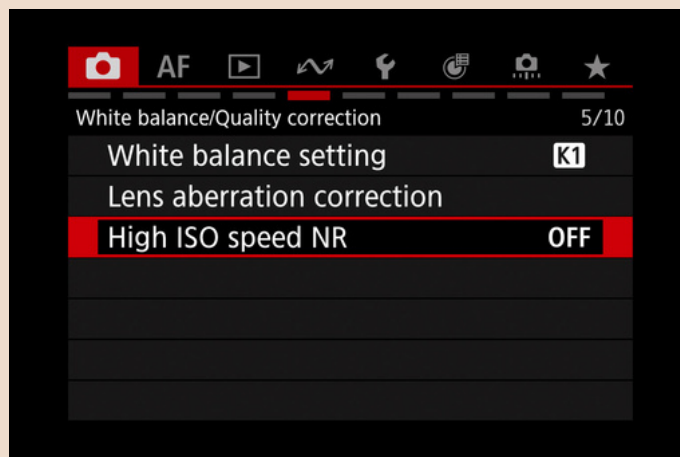 AF
White balance/Quality correction 5/10
White balance setting K1
Lens aberration correction
High ISO speed NR OFF